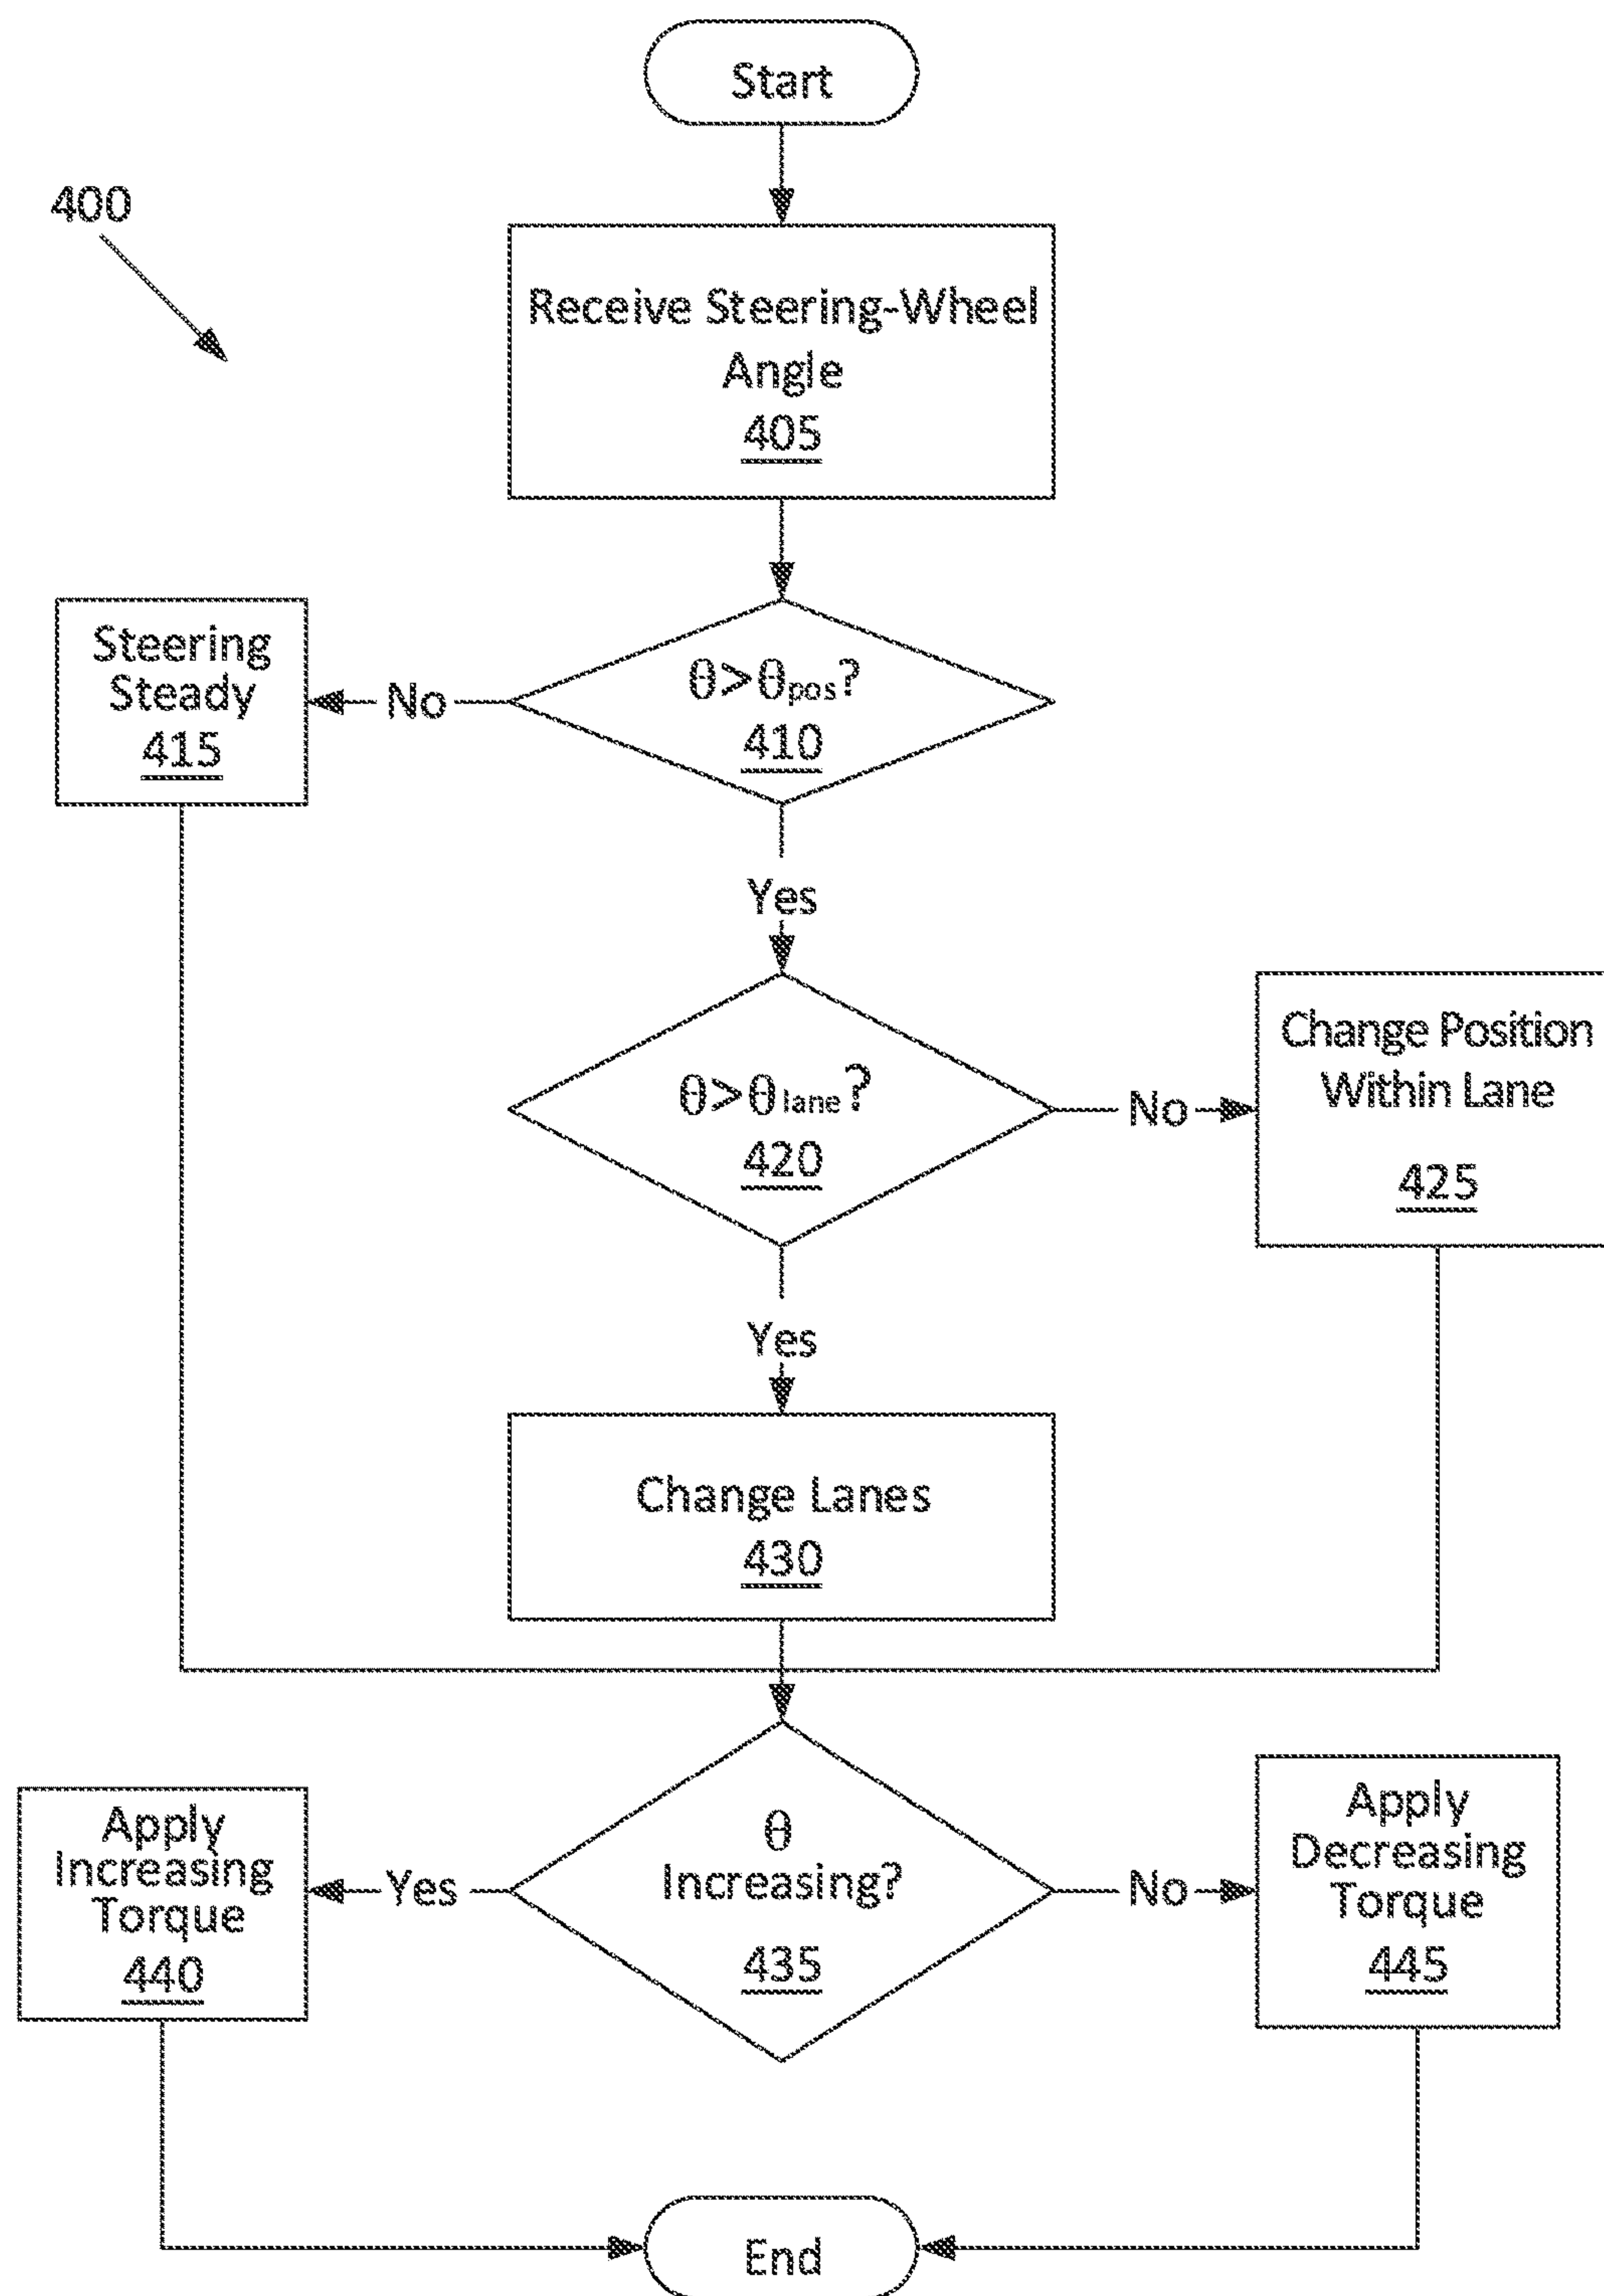 Start
400
Receive Steering-Wheel
Angle
405
θ>θpos?
410
No
Steering
Steady
415
Yes
θ>θlane?
420
No
Change Position
Within Lane
425
Yes
Change Lanes
430
θ
Increasing?
435
Yes
Apply
Increasing
Torque
440
No
Apply
Decreasing
Torque
445
End